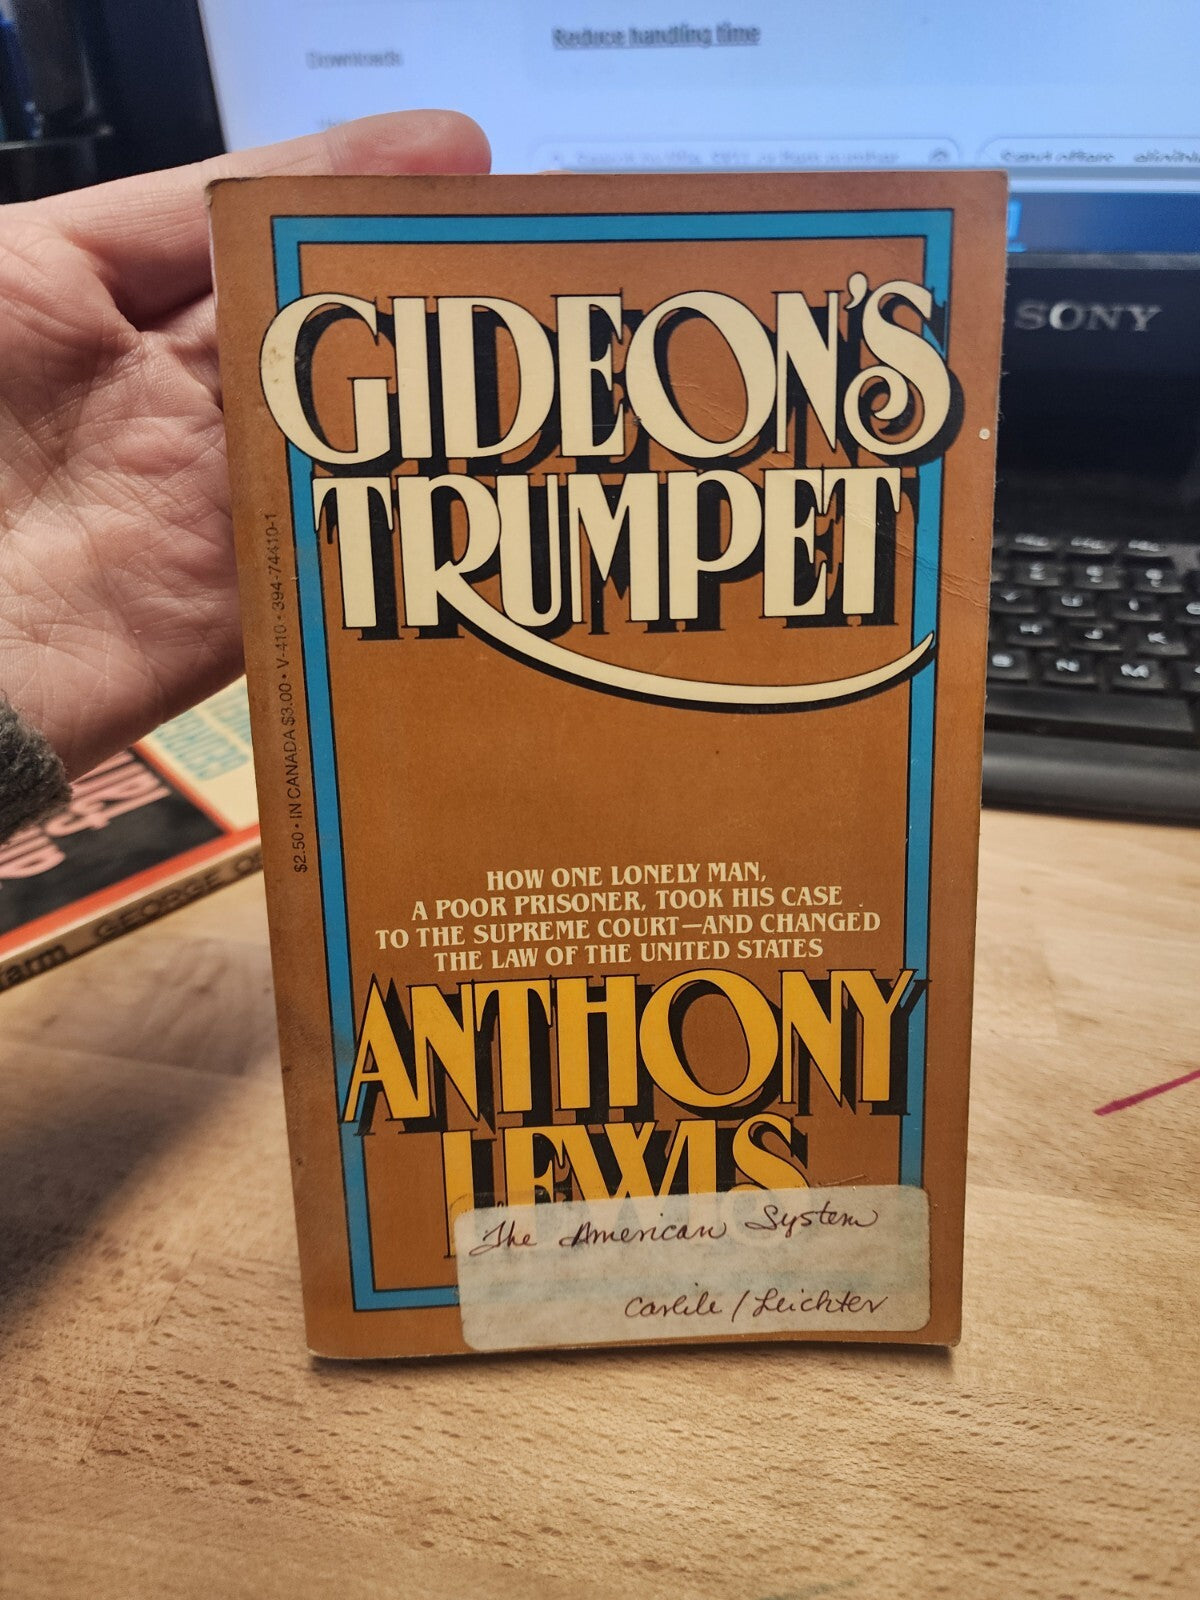 Reduce handling time
Downloads
SONY
GIDEON'S
TRUMPET
$2.50 • IN CANADA $3.00 • V-410 • 394-74410-1
HOW ONE LONELY MAN,
A POOR PRISONER, TOOK HIS CASE
TO THE SUPREME COURT—AND CHANGED
THE LAW OF THE UNITED STATES
ANTHONY
LEWIS
The American System
Carlile / Leichter
GEORGE